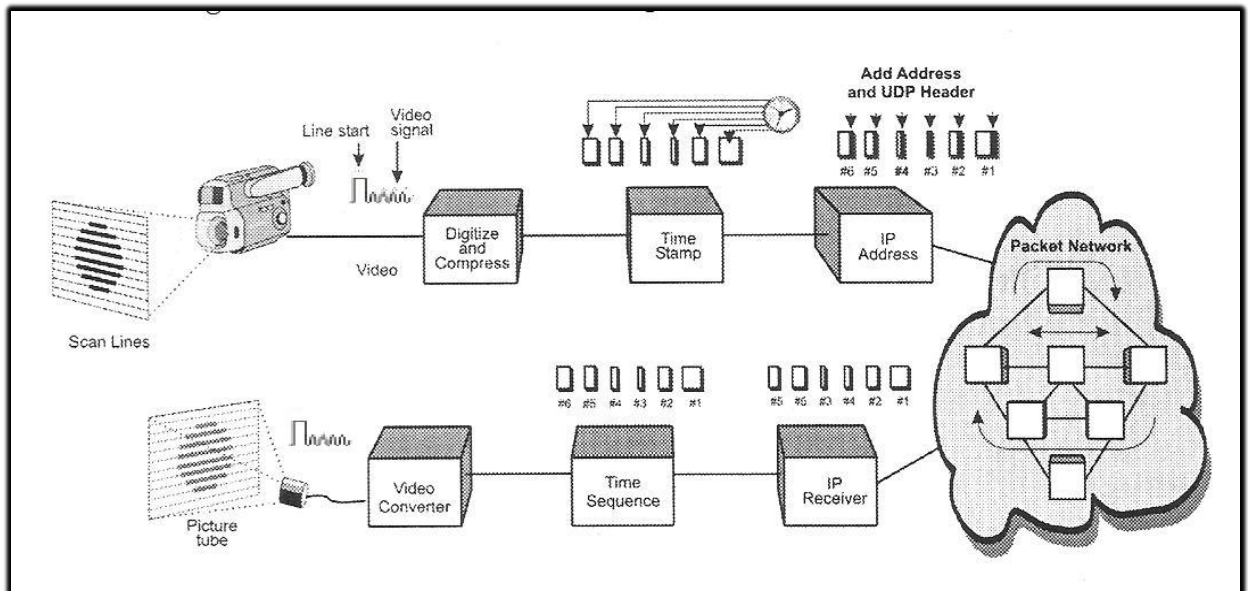 Add Address
and UDP Header
Line start
Video
signal
#6 #5 #4 #3 #2 #1
Digitize
and
Compress
Time
Stamp
IP
Address
Packet Network
Video
Scan Lines
#6 #5 #4 #3 #2 #1
#5 #6 #3 #4 #2 #1
Video
Converter
Time
Sequence
IP
Receiver
Picture
tube